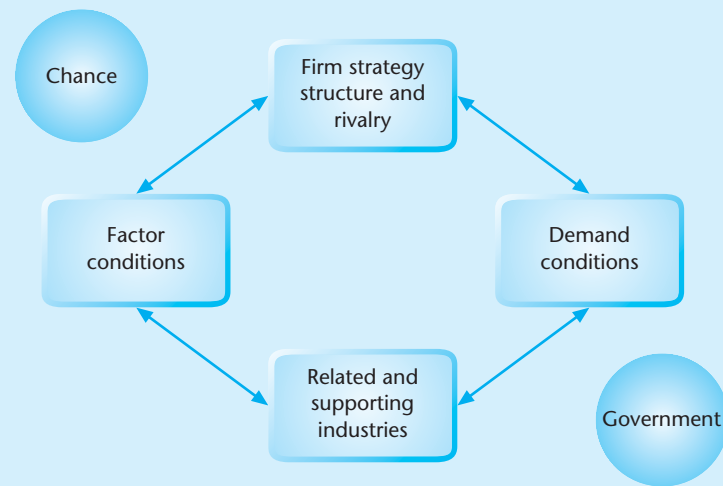 Chance
Firm strategy
structure and
rivalry
Factor
conditions
Demand
conditions
Related and
supporting
industries
Government